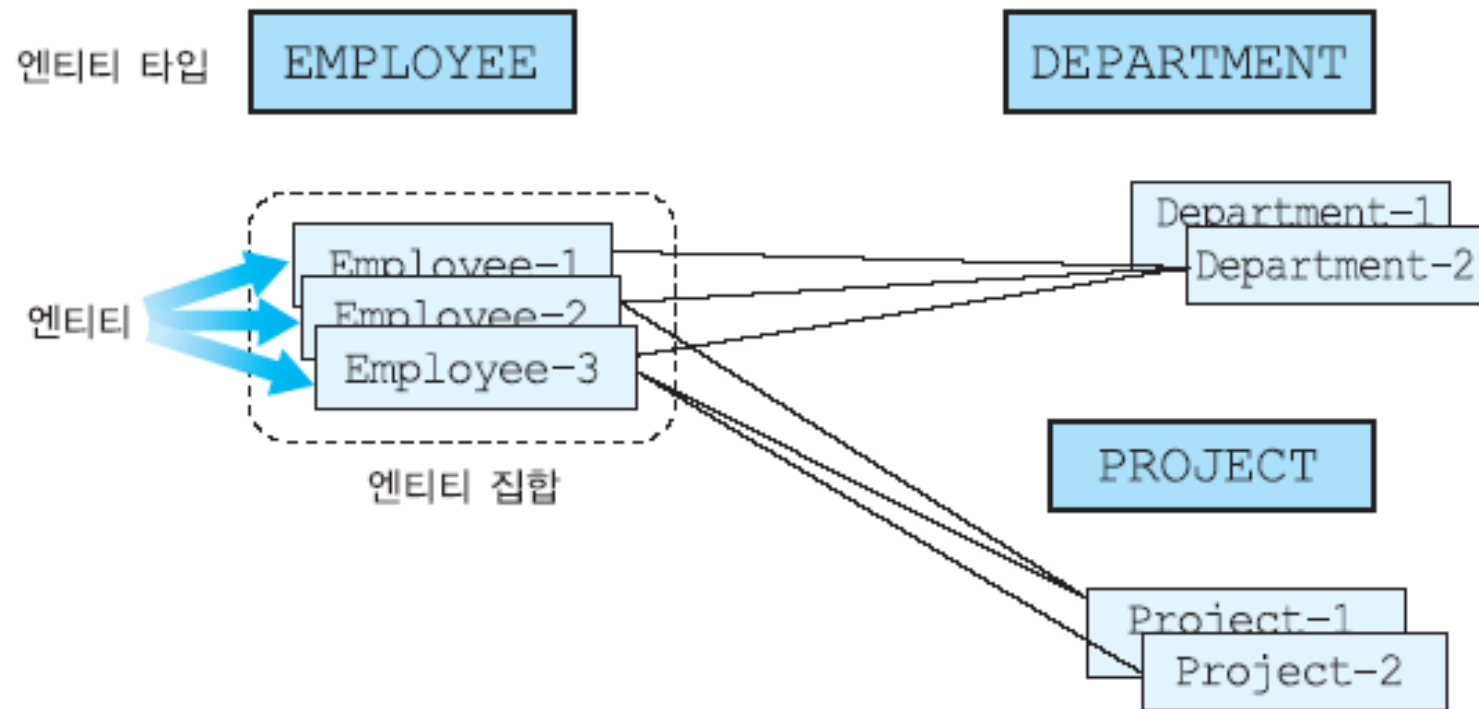 엔티티 타입
EMPLOYEE
DEPARTMENT
Department-1
Department-2
Employee-1
Employee-2
Employee-3
엔티티
엔티티 집합
PROJECT
Project-1
Project-2